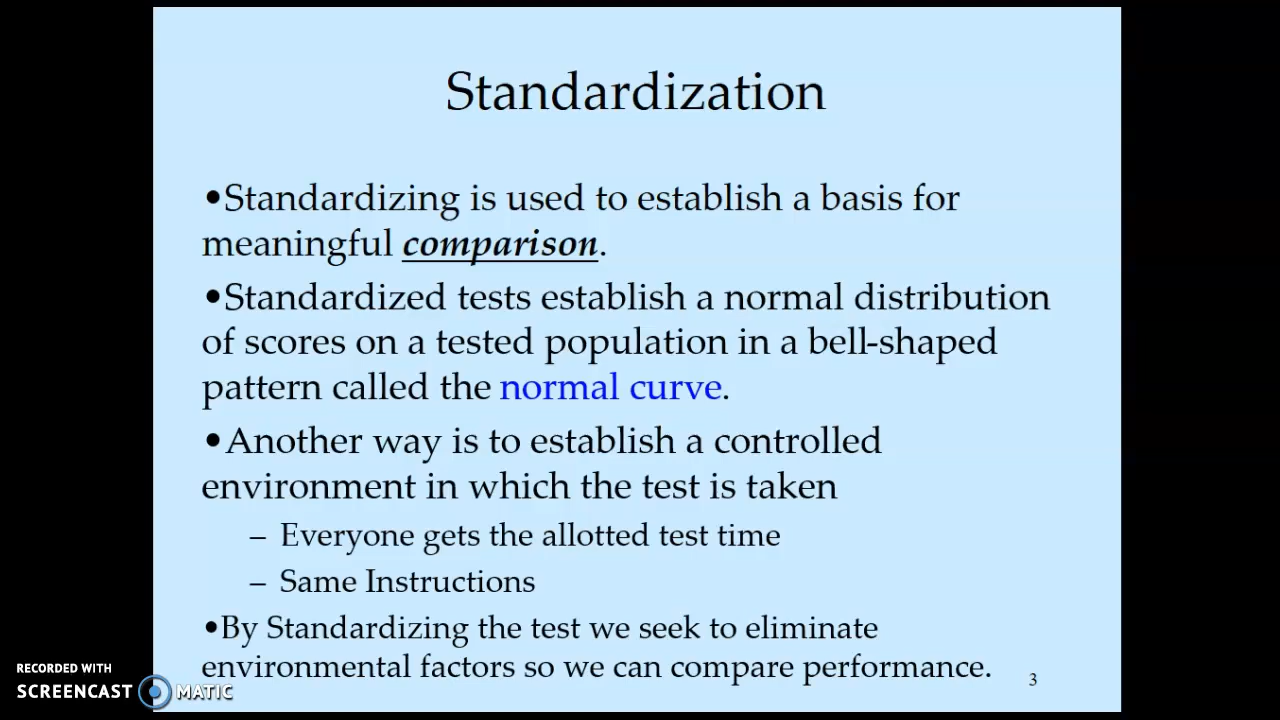 Standardization
•Standardizing is used to establish a basis for
meaningful comparison.
•Standardized tests establish a normal distribution
of scores on a tested population in a bell-shaped
pattern called the normal curve.
•Another way is to establish a controlled
environment in which the test is taken
– Everyone gets the allotted test time
– Same Instructions
•By Standardizing the test we seek to eliminate
environmental factors so we can compare performance.
3
RECORDED WITH
SCREENCAST MATIC